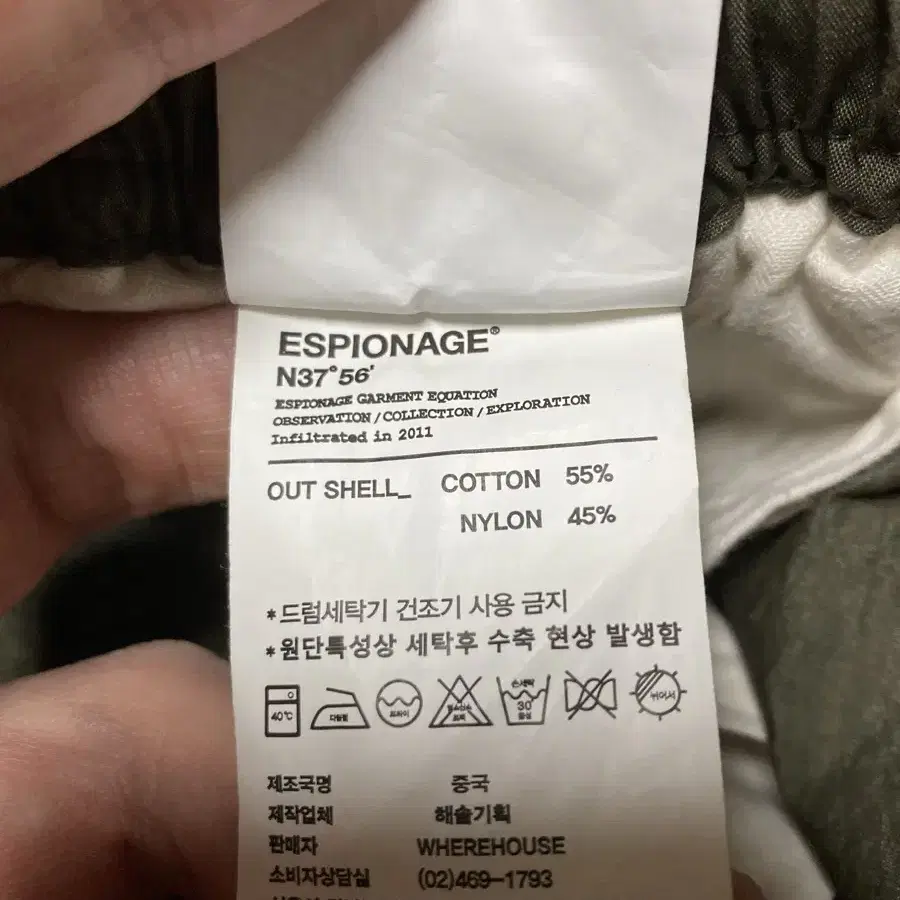 ESPIONAGE®
N37°56'
ESPIONAGE GARMENT EQUATION
OBSERVATION/COLLECTION/EXPLORATION
Infiltrated in 2011
OUT SHELL_ COTTON 55%
NYLON 45%
*드럼세탁기 건조기 사용 금지
*원단특성상 세탁후 수축 현상 발생함
40℃ 다림질 드라이 손세탁 30 중성 뉘어서
제조국명 중국
제작업체 해솔기획
판매자 WHEREHOUSE
소비자상담실 (02)469-1793